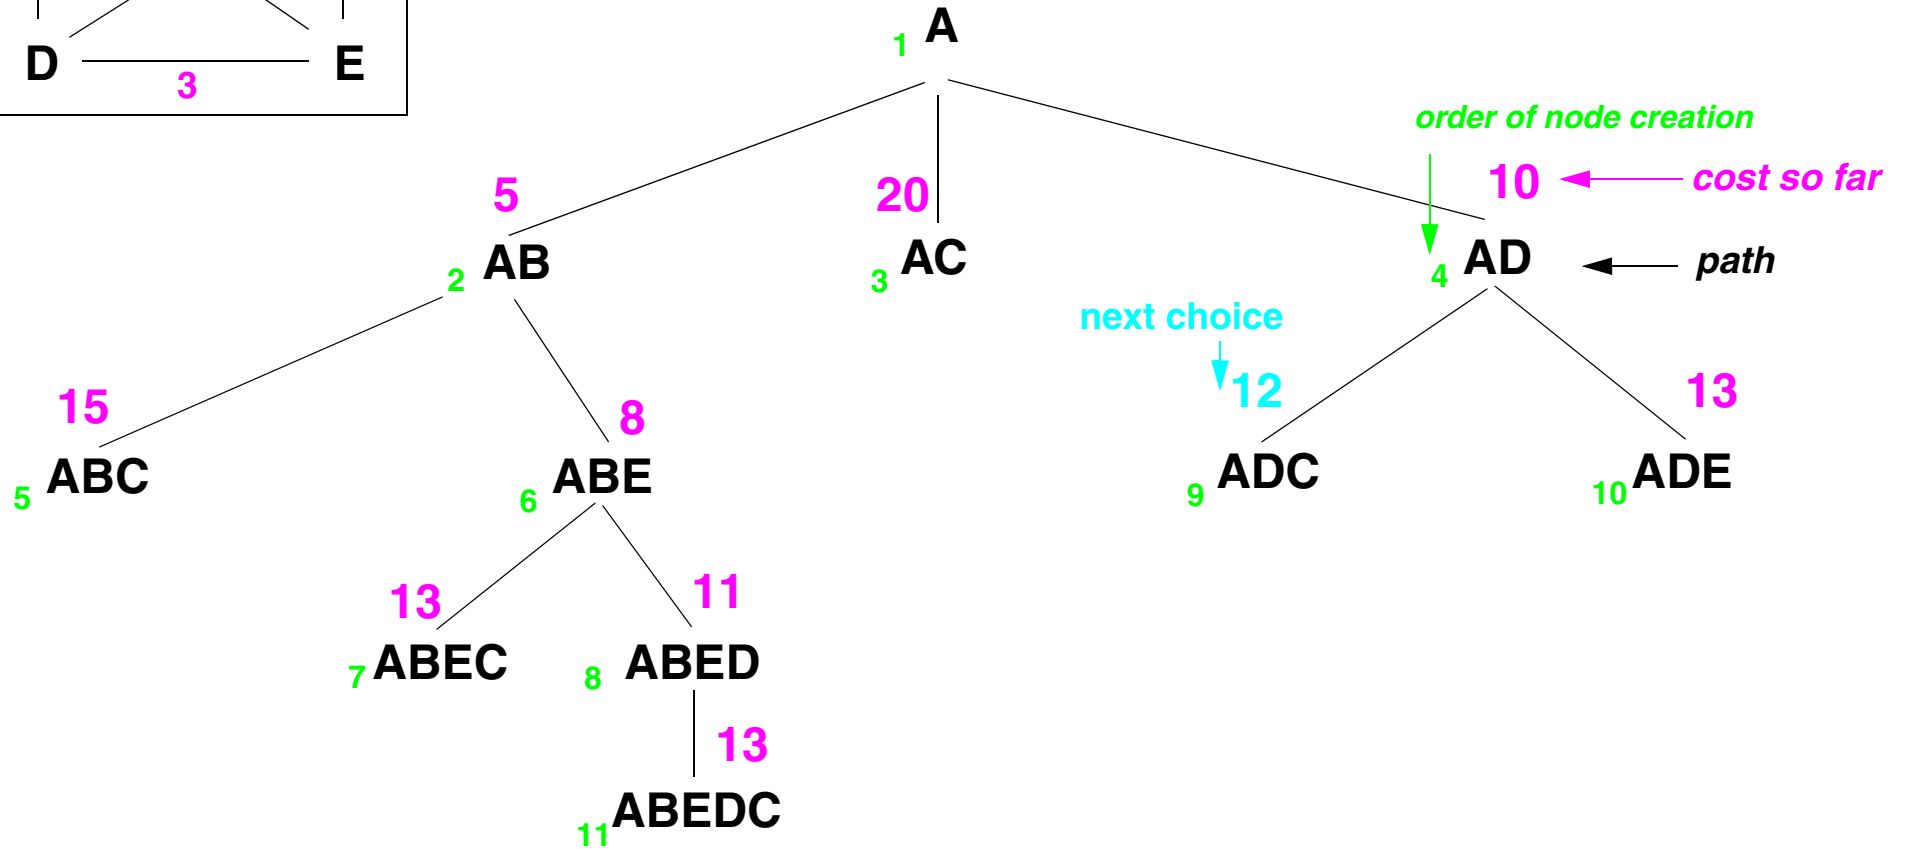 A
1
D E
3
order of node creation
5 20 10 cost so far
2 AB 3 AC 4 AD path
next choice
15 8 12 13
5 ABC 6 ABE 9 ADC 10 ADE
13 11
7 ABEC 8 ABED
13
11 ABEDC